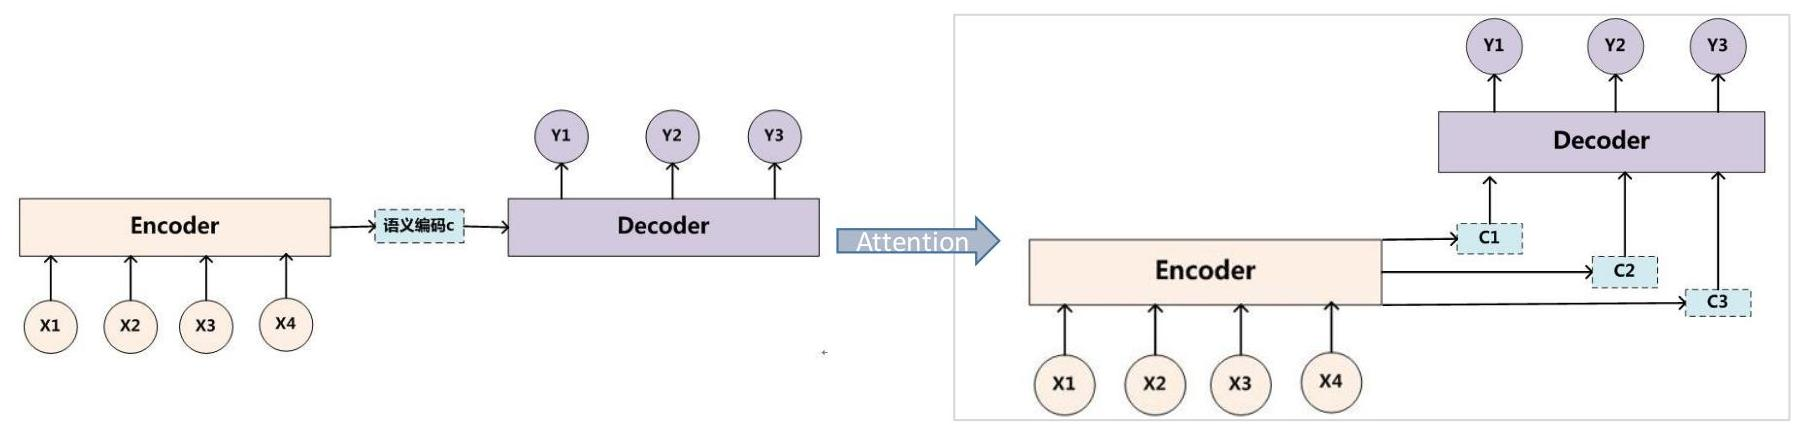 Y1 Y2 Y3
Encoder
语义编码c
Decoder
X1 X2 X3 X4
Attention
Y1 Y2 Y3
Decoder
C1
C2
C3
Encoder
X1 X2 X3 X4